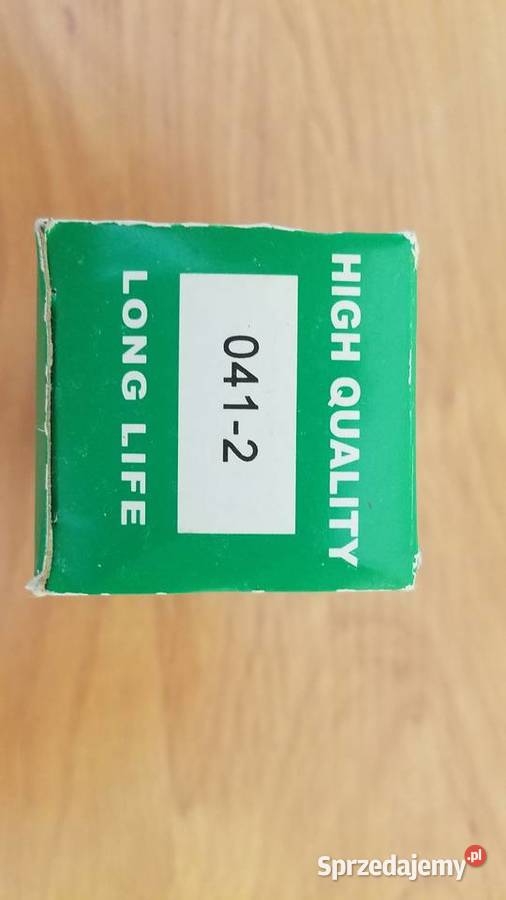 HIGH QUALITY
041-2
LONG LIFE
Sprzedajemy.pl